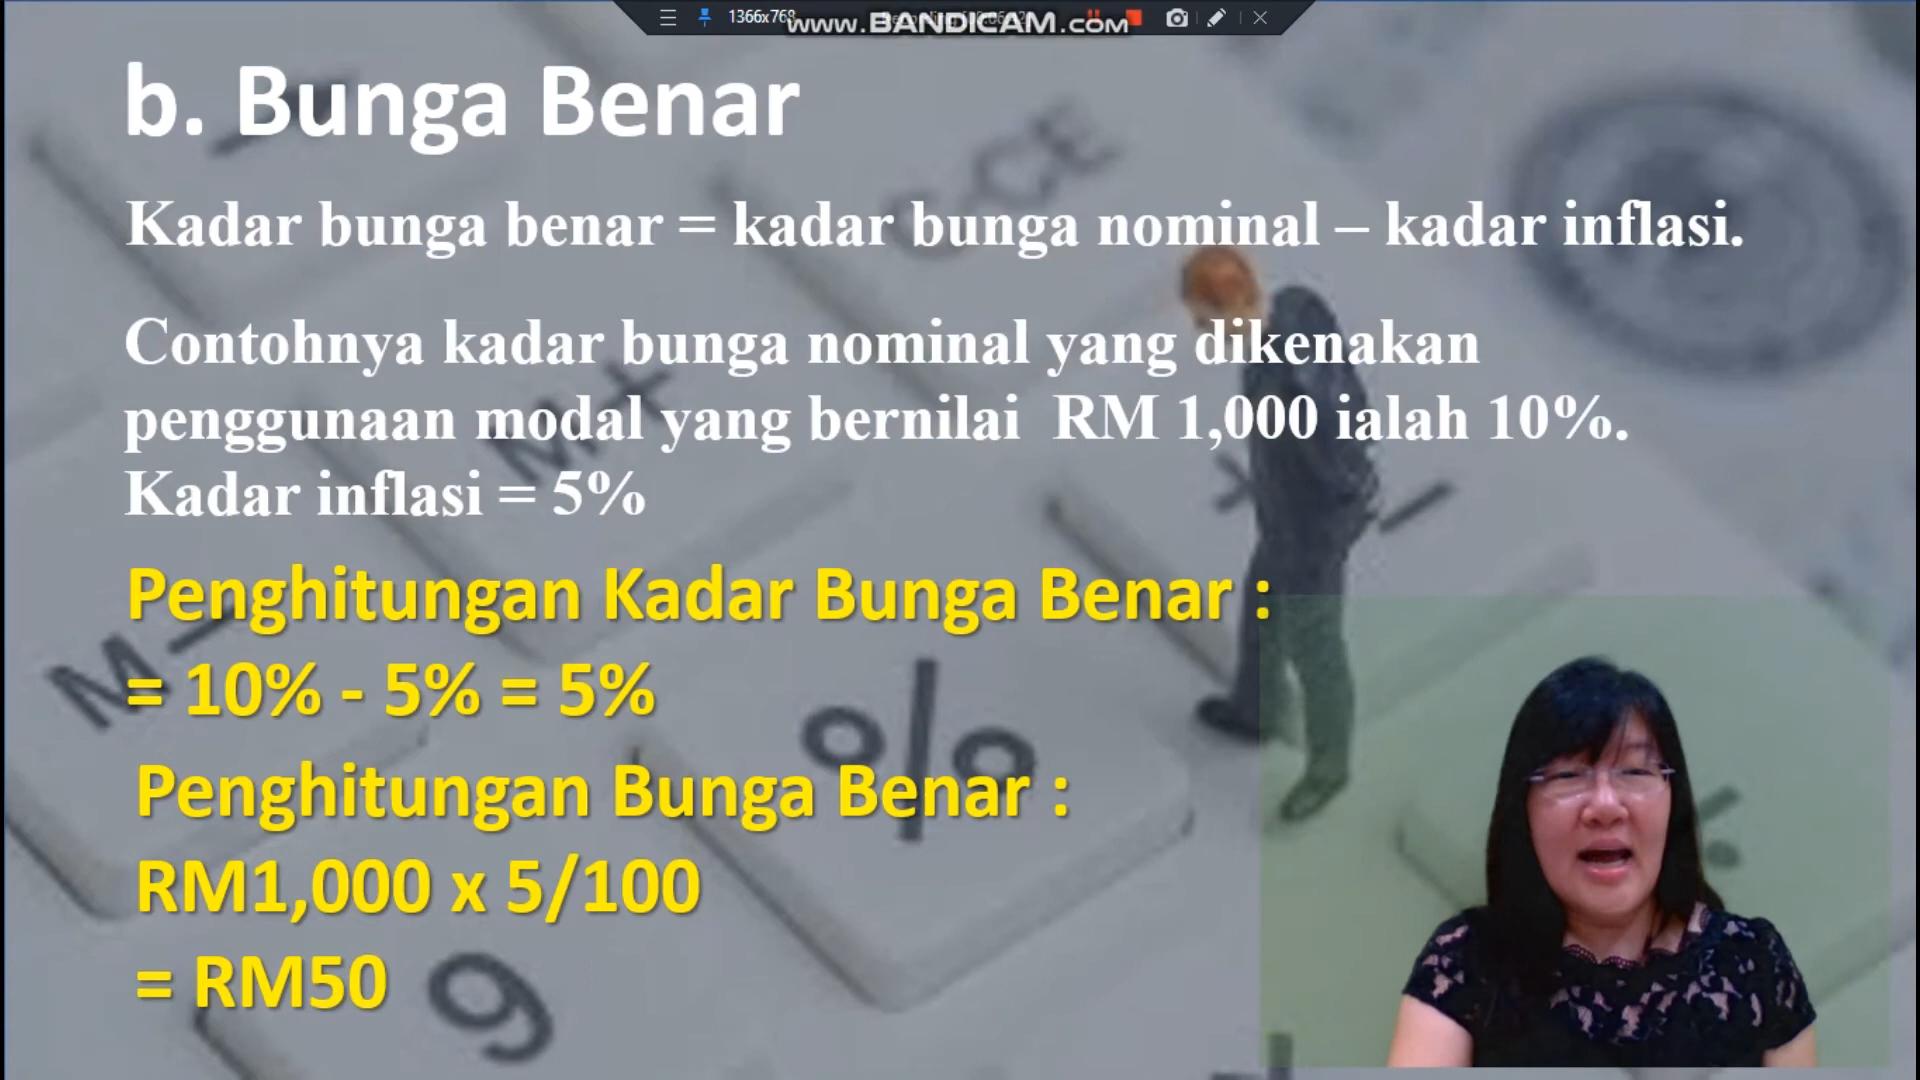 1366x768
www.BANDICAM.com
b. Bunga Benar
Kadar bunga benar = kadar bunga nominal – kadar inflasi.
Contohnya kadar bunga nominal yang dikenakan
penggunaan modal yang bernilai RM 1,000 ialah 10%.
Kadar inflasi = 5%
Penghitungan Kadar Bunga Benar :
= 10% - 5% = 5%
Penghitungan Bunga Benar :
RM1,000 x 5/100
= RM50
C·CE
M+
M–
%
9